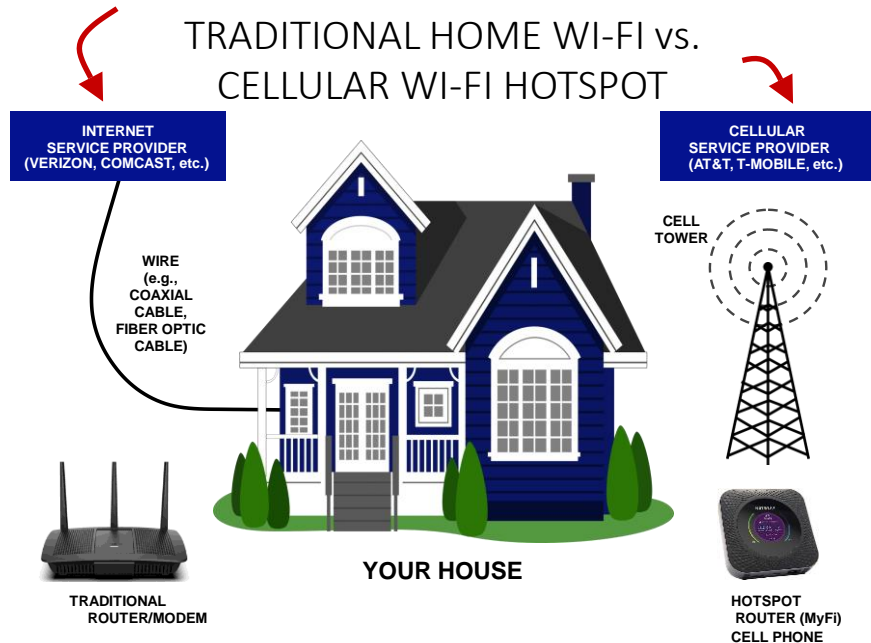 TRADITIONAL HOME WI-FI vs.
CELLULAR WI-FI HOTSPOT
INTERNET
SERVICE PROVIDER
(VERIZON, COMCAST, etc.)
CELLULAR
SERVICE PROVIDER
(AT&T, T-MOBILE, etc.)
CELL
TOWER
WIRE
(e.g.,
COAXIAL
CABLE,
FIBER OPTIC
CABLE)
YOUR HOUSE
TRADITIONAL
ROUTER/MODEM
NETGEAR
HOTSPOT
ROUTER (MyFi)
CELL PHONE